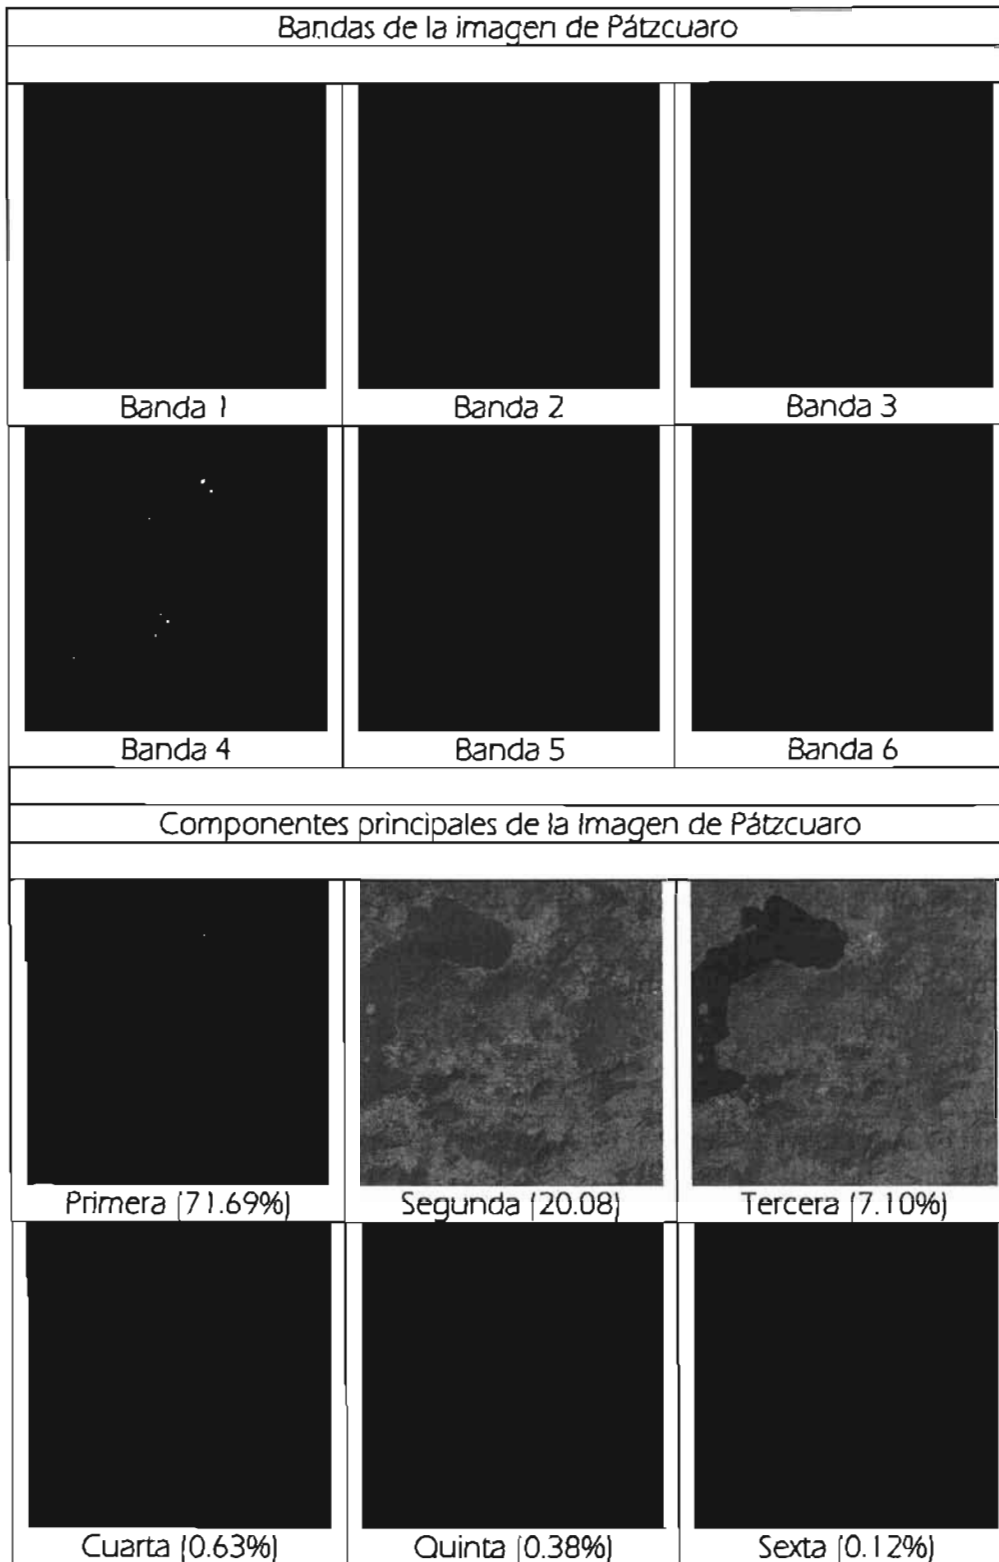 Bandas de la imagen de Pátzcuaro
Banda 1
Banda 2
Banda 3
Banda 4
Banda 5
Banda 6
Componentes principales de la Imagen de Pátzcuaro
Primera (71.69%)
Segunda (20.08)
Tercera (7.10%)
Cuarta (0.63%)
Quinta (0.38%)
Sexta (0.12%)